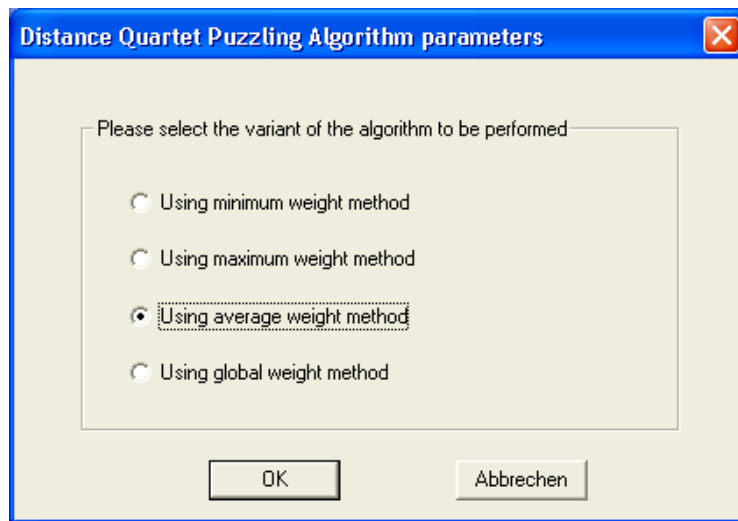 Distance Quartet Puzzling Algorithm parameters
Please select the variant of the algorithm to be performed
Using minimum weight method
Using maximum weight method
Using average weight method
Using global weight method
OK Abbrechen